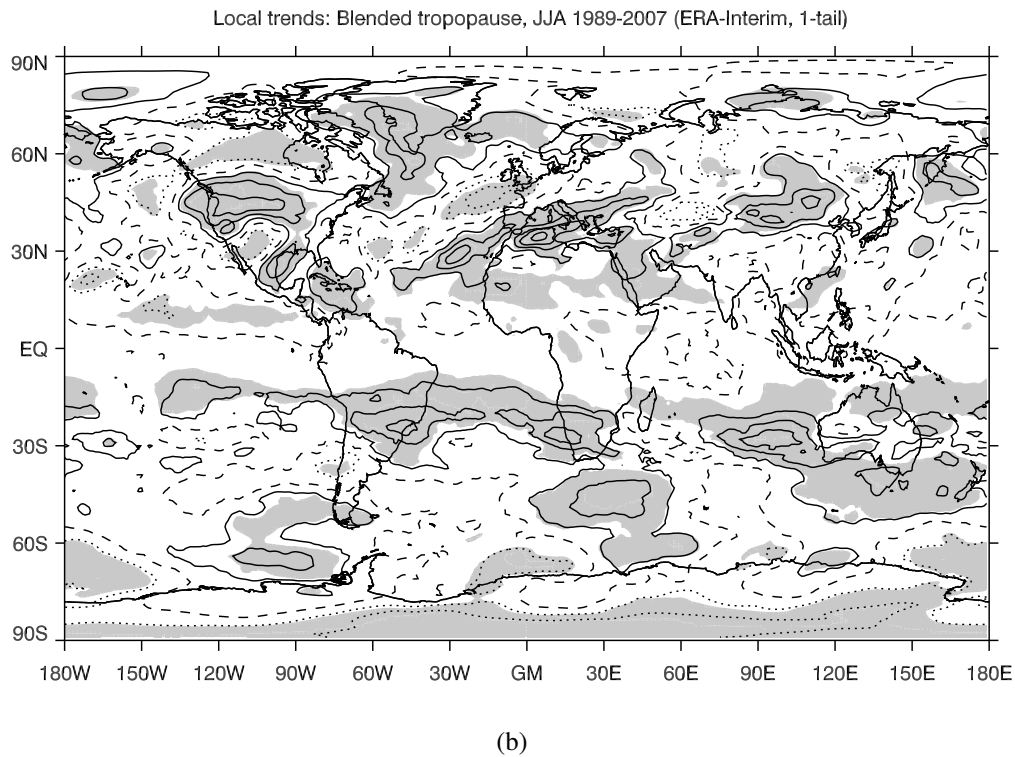 Local trends: Blended tropopause, JJA 1989-2007 (ERA-Interim, 1-tail)
90N
60N
30N
EQ
30S
60S
90S
180W 150W 120W 90W 60W 30W GM 30E 60E 90E 120E 150E 180E
(b)